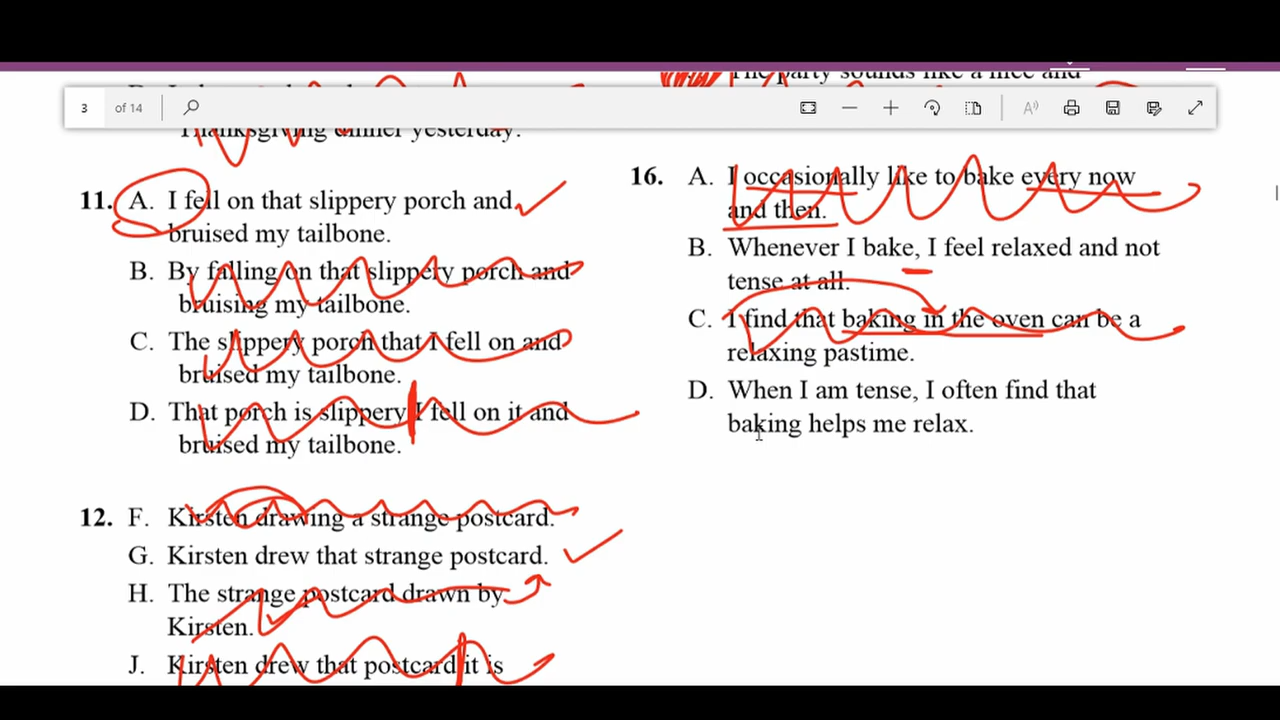 The party sounds like a nice and
3 of 14
Thanksgiving dinner yesterday.
11. A. I fell on that slippery porch and
bruised my tailbone.
B. By falling on that slippery porch and
bruising my tailbone.
C. The slippery porch that I fell on and
bruised my tailbone.
D. That porch is slippery I fell on it and
bruised my tailbone.
12. F. Kirsten drawing a strange postcard.
G. Kirsten drew that strange postcard.
H. The strange postcard drawn by
Kirsten.
J. Kirsten drew that postcard it is
16. A. I occasionally like to bake every now
and then.
B. Whenever I bake, I feel relaxed and not
tense at all.
C. I find that baking in the oven can be a
relaxing pastime.
D. When I am tense, I often find that
baking helps me relax.